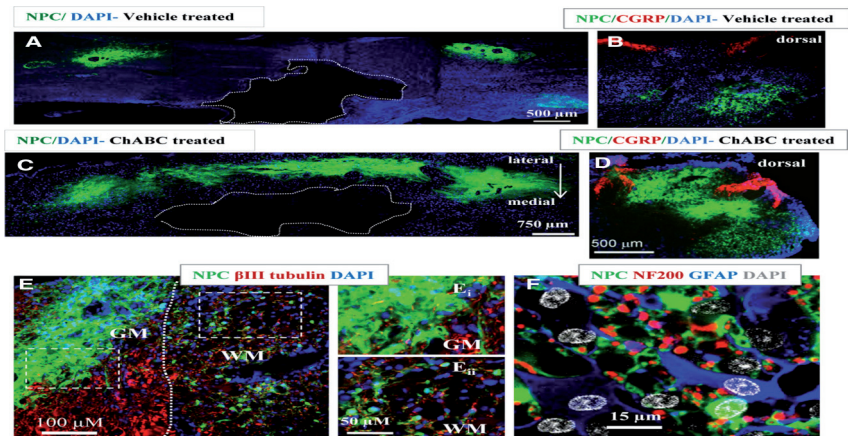 NPC/ DAPI- Vehicle treated
NPC/CGRP/DAPI- Vehicle treated
A
500 µm
B
dorsal
NPC/DAPI- ChABC treated
NPC/CGRP/DAPI- ChABC treated
C
lateral
medial
750 µm
D
dorsal
500 µm
NPC βIII tubulin DAPI
NPC NF200 GFAP DAPI
E
GM
WM
100 µM
Ei
GM
Eii
WM
50 µM
F
15 µm